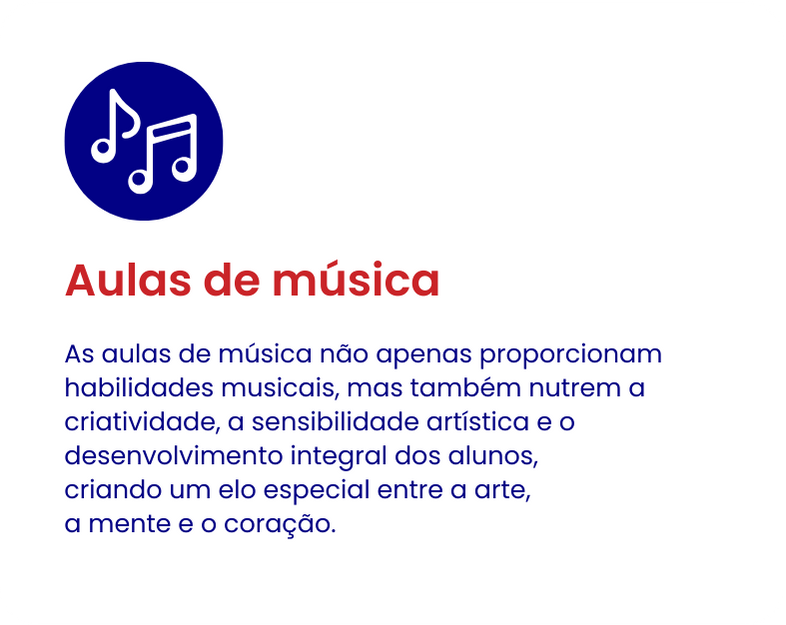 Aulas de música
As aulas de música não apenas proporcionam
habilidades musicais, mas também nutrem a
criatividade, a sensibilidade artística e o
desenvolvimento integral dos alunos,
criando um elo especial entre a arte,
a mente e o coração.